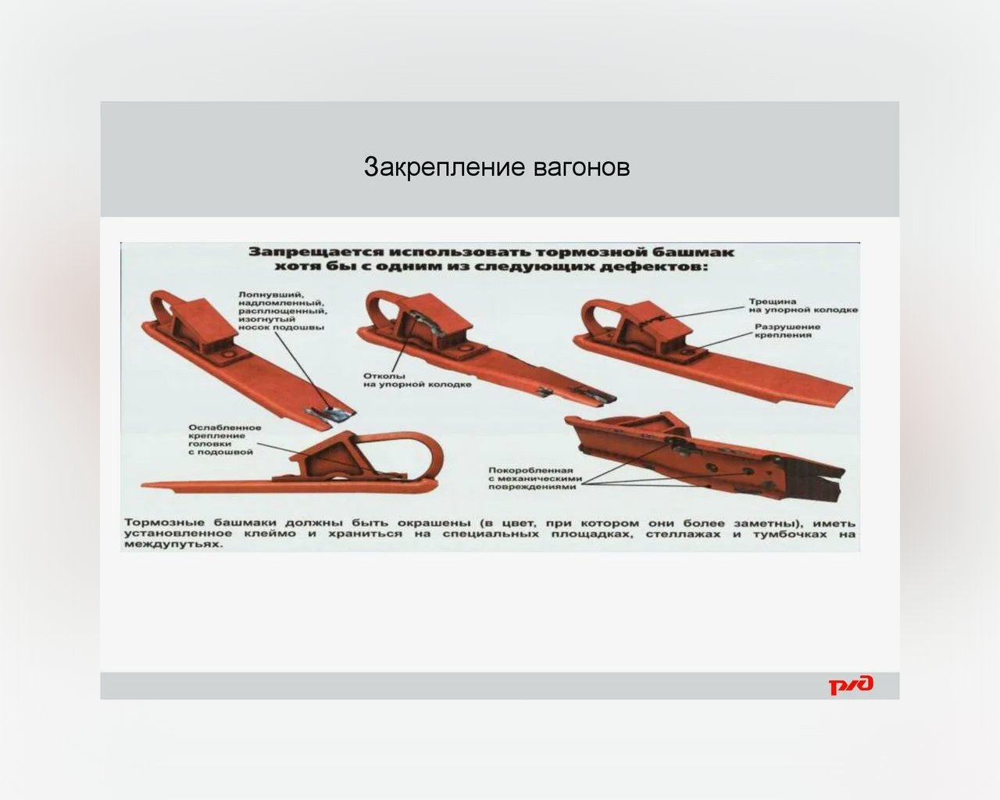 Закрепление вагонов
Запрещается использовать тормозной башмак
хотя бы с одним из следующих дефектов:
Лопнувший,
надломленный,
расплющенный,
изогнутый
носок подошвы
Отколы
на упорной колодке
Трещина
на упорной колодке
Разрушение
крепления
Ослабленное
крепление
головки
с подошвой
Покоробленная
с механическими
повреждениями
Тормозные башмаки должны быть окрашены (в цвет, при котором они более заметны), иметь
установленное клеймо и храниться на специальных площадках, стеллажах и тумбочках на
междупутьях.
ржд